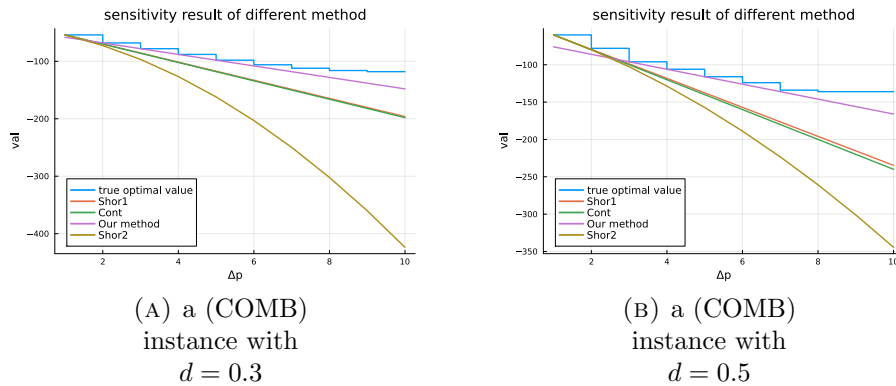 sensitivity result of different method
−100
−200
−300
−400
val
2
4
6
8
10
Δp
true optimal value
Shor1
Cont
Our method
Shor2
(A) a (COMB)
instance with
d = 0.3
sensitivity result of different method
−100
−150
−200
−250
−300
−350
val
2
4
6
8
10
Δp
true optimal value
Shor1
Cont
Our method
Shor2
(B) a (COMB)
instance with
d = 0.5